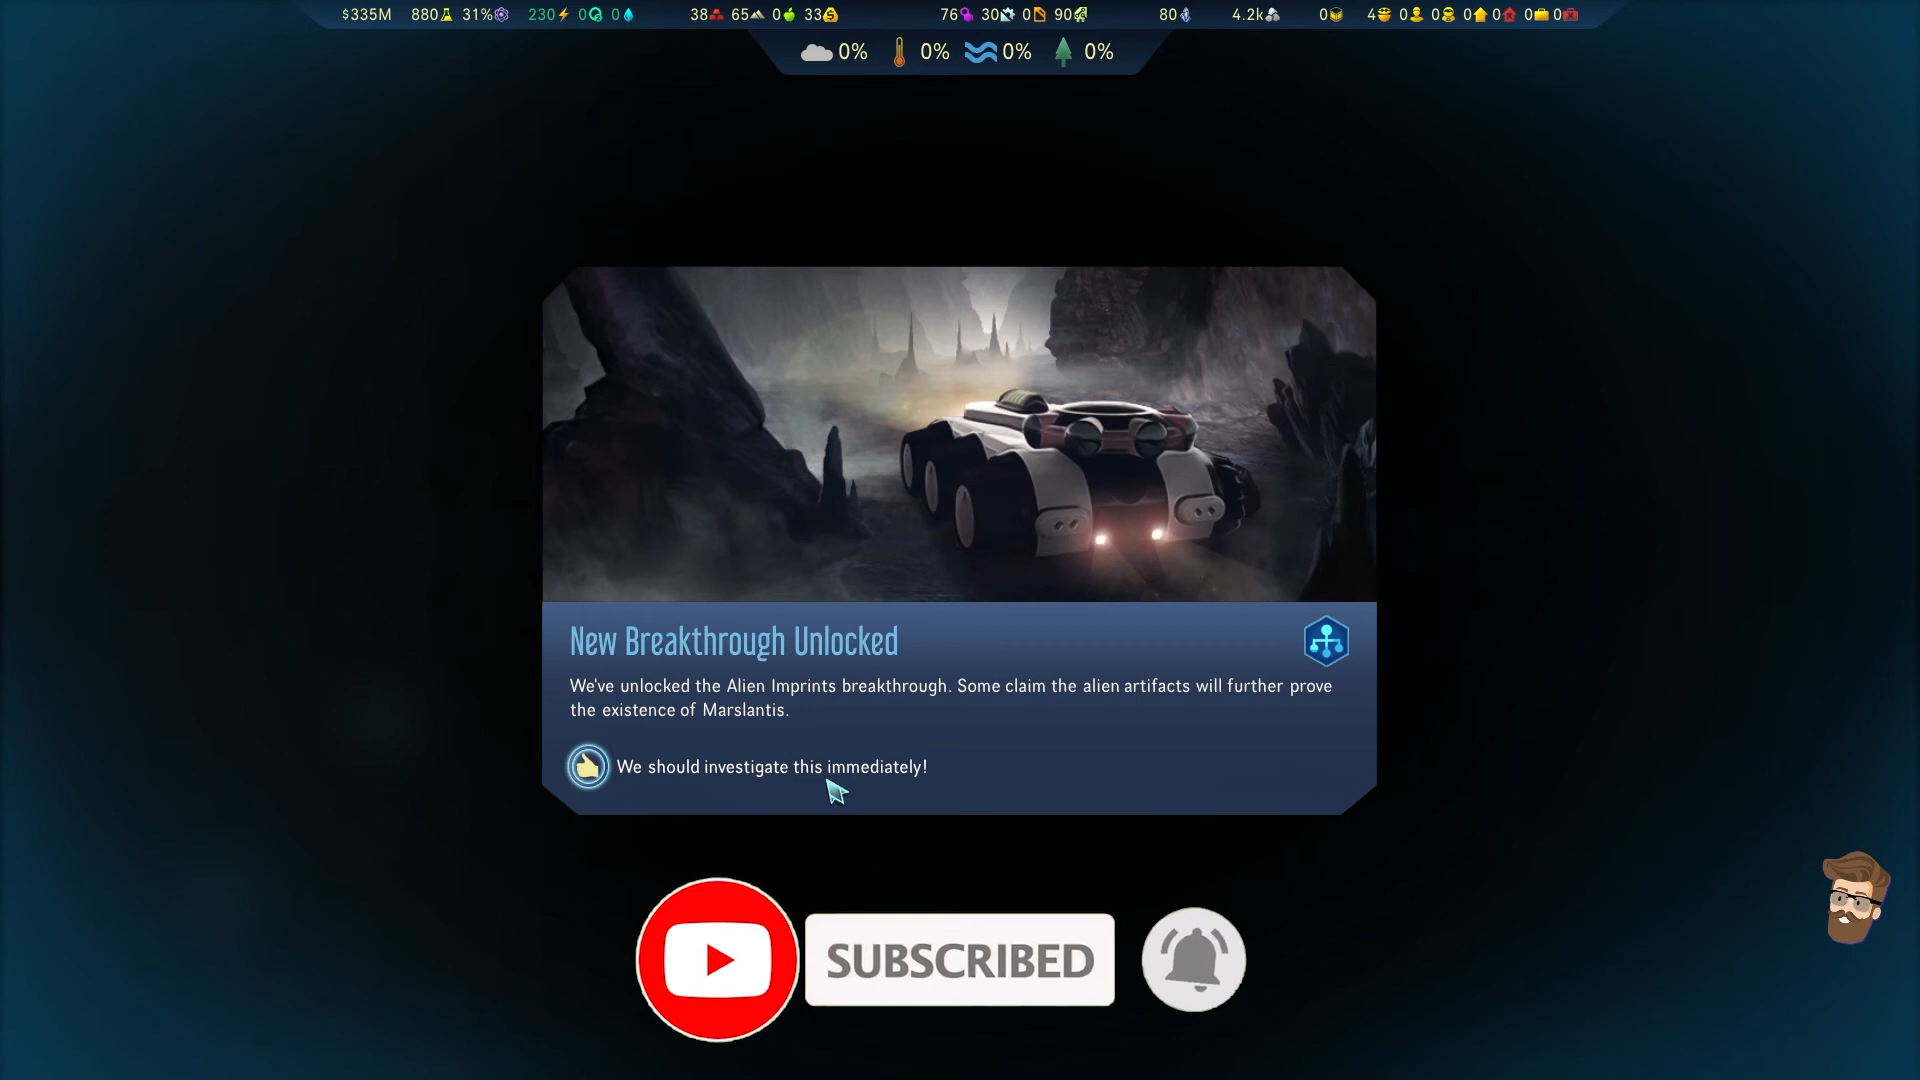 $335M 880 31% 230 0 0 38 65 0 33 76 30 0 90 80 4.2k 0 4 0 0 0 0 0 0
0% 0% 0% 0%
New Breakthrough Unlocked
We've unlocked the Alien Imprints breakthrough. Some claim the alien artifacts will further prove
the existence of Marslantis.
We should investigate this immediately!
SUBSCRIBED